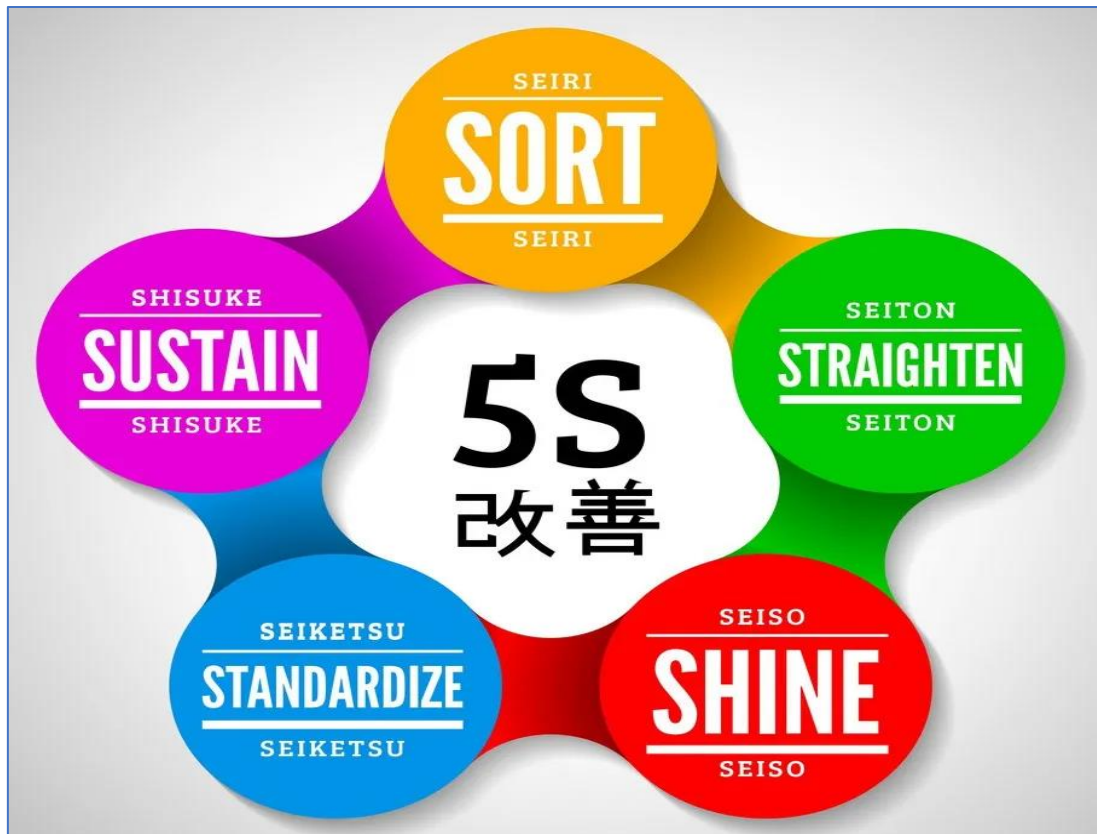 SEIRI
SORT
SEIRI
SEITON
STRAIGHTEN
SEITON
SEISO
SHINE
SEISO
SEIKETSU
STANDARDIZE
SEIKETSU
SHISUKE
SUSTAIN
SHISUKE
5S
改善